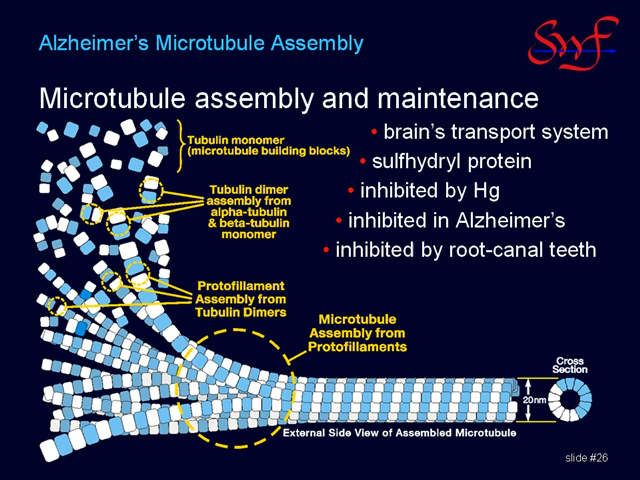 Alzheimer's Microtubule Assembly
SWF
Microtubule assembly and maintenance
• brain's transport system
• sulfhydryl protein
• inhibited by Hg
• inhibited in Alzheimer's
• inhibited by root-canal teeth
Tubulin monomer
(microtubule building blocks)
Tubulin dimer
assembly from
alpha-tubulin
& beta-tubulin
monomer
Protofillament
Assembly from
Tubulin Dimers
Microtubule
Assembly from
Protofillaments
Cross
Section
20nm
External Side View of Assembled Microtubule
slide #26